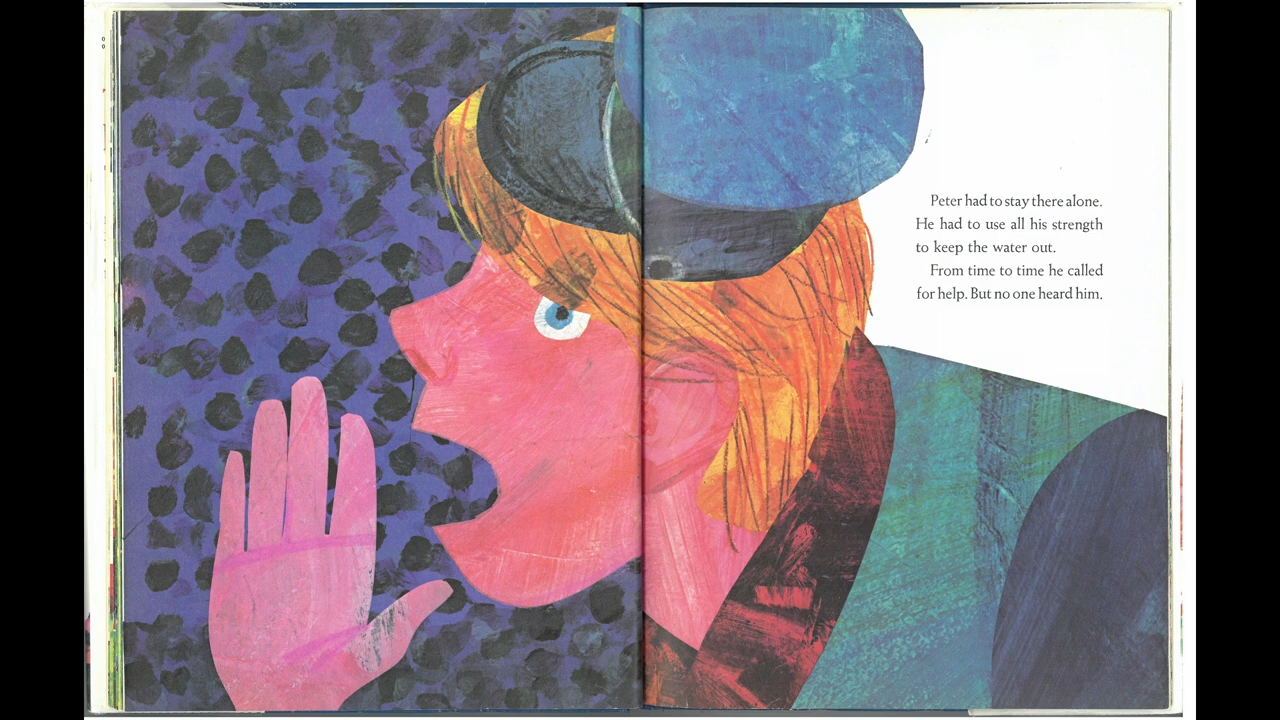 Peter had to stay there alone.
He had to use all his strength
to keep the water out.
From time to time he called
for help. But no one heard him.